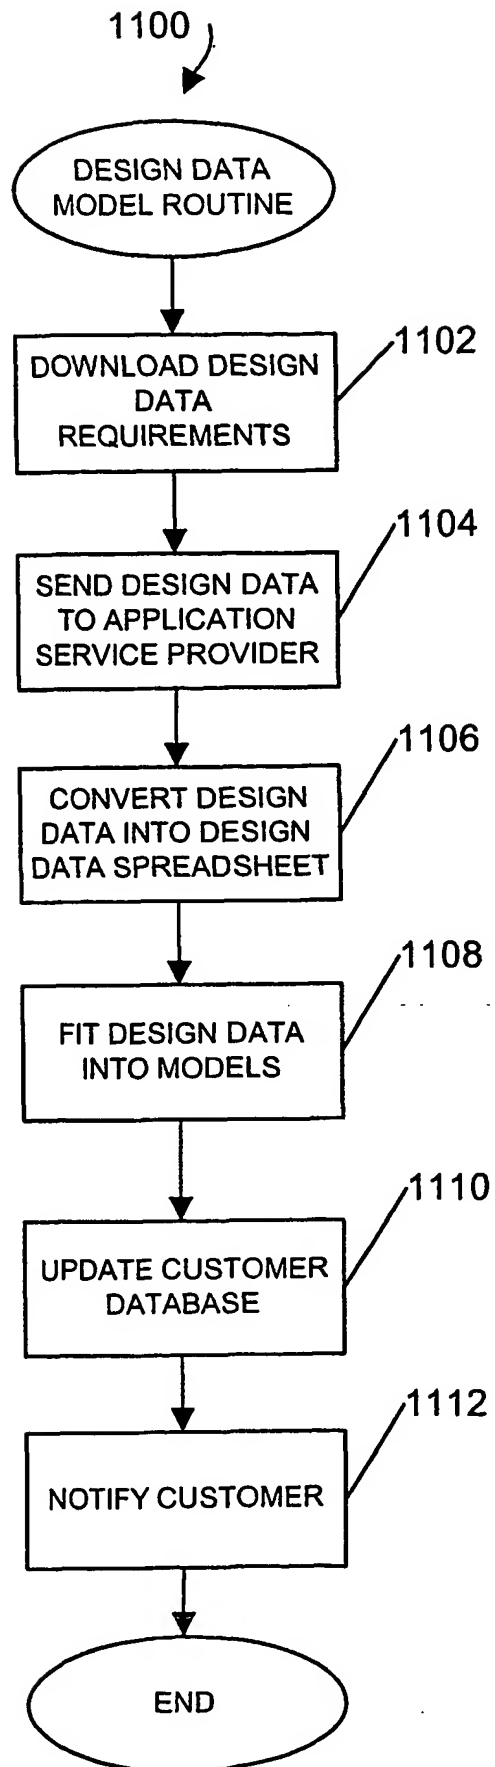 1100
DESIGN DATA
MODEL ROUTINE
1102
DOWNLOAD DESIGN
DATA
REQUIREMENTS
1104
SEND DESIGN DATA
TO APPLICATION
SERVICE PROVIDER
1106
CONVERT DESIGN
DATA INTO DESIGN
DATA SPREADSHEET
1108
FIT DESIGN DATA
INTO MODELS
1110
UPDATE CUSTOMER
DATABASE
1112
NOTIFY CUSTOMER
END